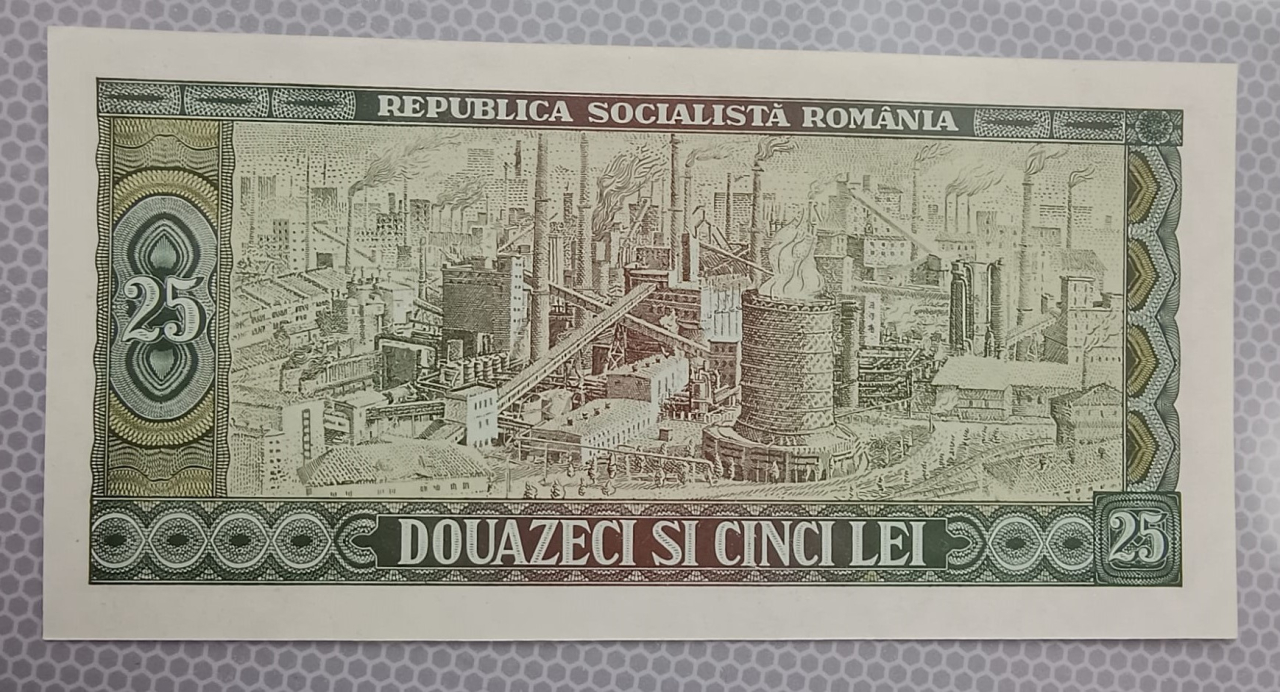 REPUBLICA SOCIALISTĂ ROMÂNIA
25
DOUAZECI SI CINCI LEI
25